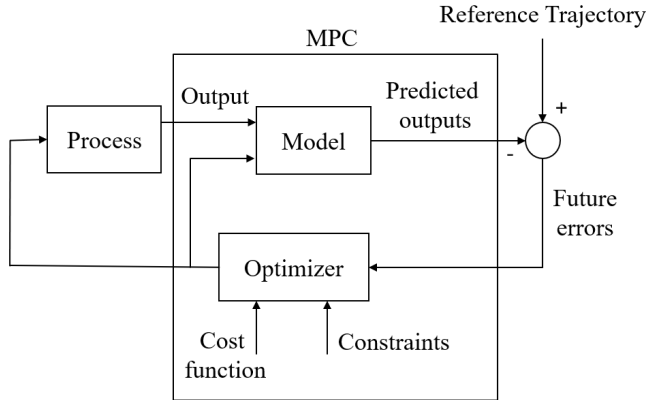 Reference Trajectory
MPC
Output
Predicted
outputs
+
Process
Model
-
Future
errors
Optimizer
Cost
function
Constraints